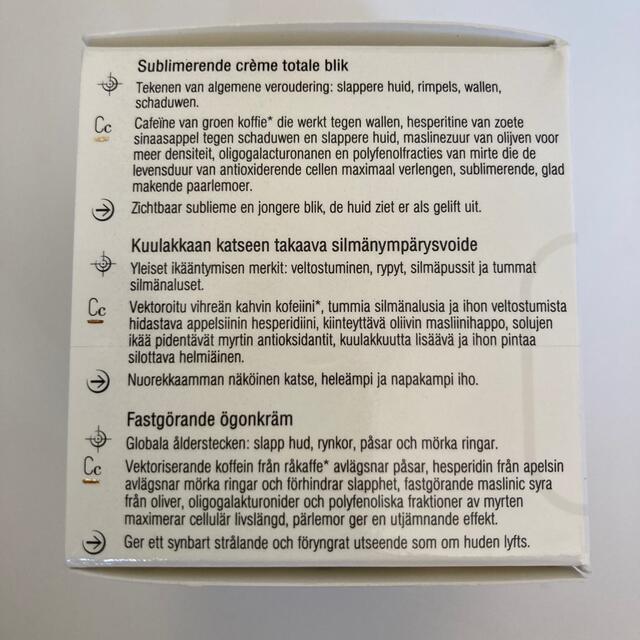 Sublimerende crème totale blik
Tekenen van algemene veroudering: slappere huid, rimpels, wallen,
schaduwen.
Cc
Cafeïne van groen koffie* die werkt tegen wallen, hesperitine van zoete
sinaasappel tegen schaduwen en slappere huid, maslinezuur van olijven voor
meer densiteit, oligogalacturonanen en polyfenolfracties van mirte die de
levensduur van antioxiderende cellen maximaal verlengen, sublimerende, glad
makende paarlemoer.
Zichtbaar sublieme en jongere blik, de huid ziet er als gelift uit.
Kuulakkaan katseen takaava silmänympärysvoide
Yleiset ikääntymisen merkit: veltostuminen, rypyt, silmäpussit ja tummat
silmänaluset.
Cc
Vektoroitu vihreän kahvin kofeiini*, tummia silmänalusia ja ihon veltostumista
hidastava appelsiinin hesperidiini, kiinteyttävä oliivin masliinihappo, solujen
ikää pidentävät myrtin antioksidantit, kuulakkuutta lisäävä ja ihon pintaa
silottava helmiäinen.
Nuorekkaamman näköinen katse, heleämpi ja napakampi iho.
Fastgörande ögonkräm
Globala ålderstecken: slapp hud, rynkor, påsar och mörka ringar.
Cc
Vektoriserande koffein från råkaffe* avlägsnar påsar, hesperidin från apelsin
avlägsnar mörka ringar och förhindrar slapphet, fastgörande maslinic syra
från oliver, oligogalakturonider och polyfenoliska fraktioner av myrten
maximerar cellulär livslängd, pärlemor ger en utjämnande effekt.
Ger ett synbart strålande och föryngrat utseende som om huden lyfts.